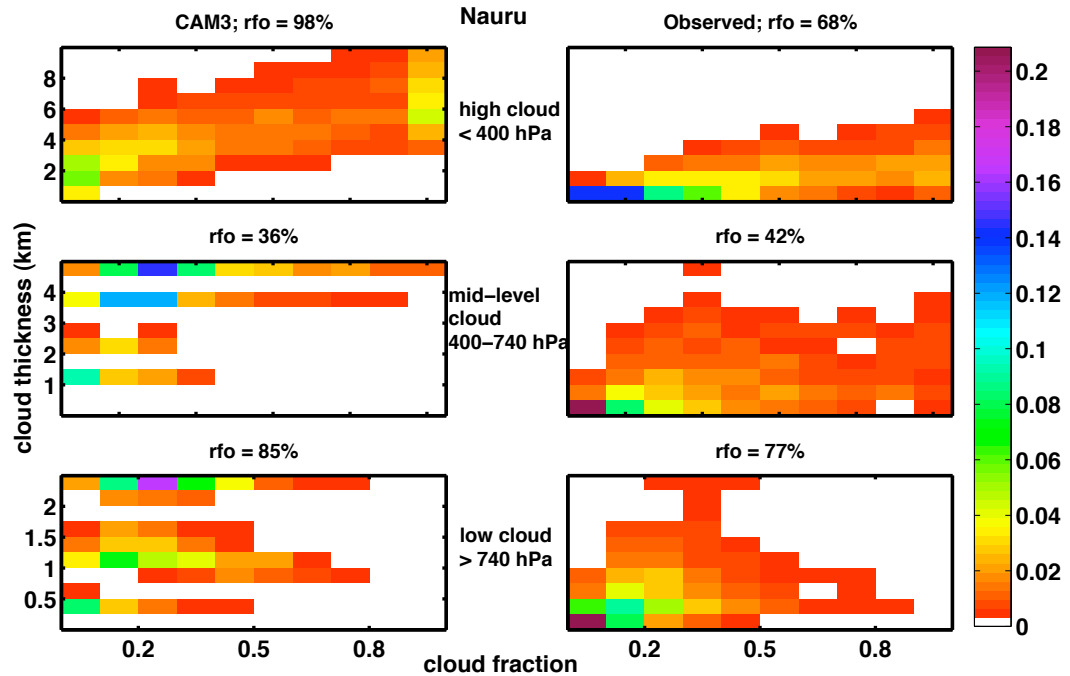 Nauru
CAM3; rfo = 98%
Observed; rfo = 68%
8
6
4
2
high cloud
< 400 hPa
rfo = 36%
rfo = 42%
4
3
2
1
mid–level
cloud
400–740 hPa
rfo = 85%
rfo = 77%
2
1.5
1
0.5
low cloud
> 740 hPa
cloud thickness (km)
0.2
0.5
0.8
0.2
0.5
0.8
cloud fraction
0.2
0.18
0.16
0.14
0.12
0.1
0.08
0.06
0.04
0.02
0